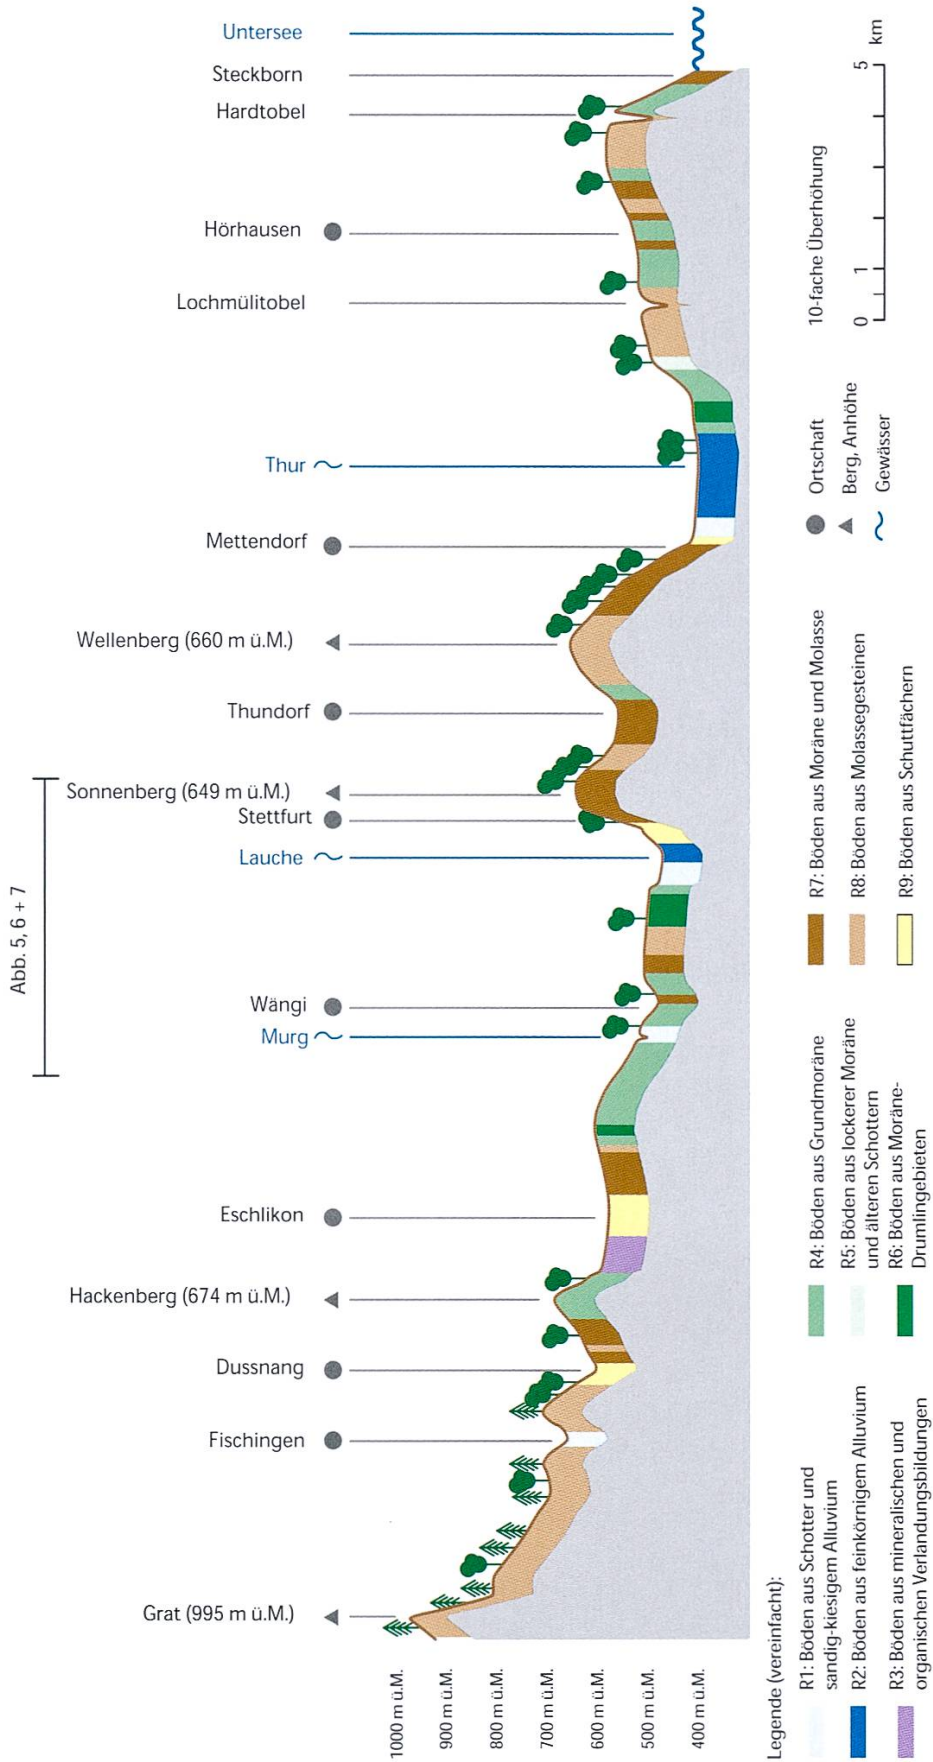 Abb. 5, 6 + 7
Grat (995 m ü.M.)
Fischingen
Dussnang
Hackenberg (674 m ü.M.)
Eschlikon
Murg
Wängi
Lauche
Stettfurt
Sonnenberg (649 m ü.M.)
Thundorf
Wellenberg (660 m ü.M.)
Mettendorf
Thur
Lochmülitobel
Hörhausen
Hardtobel
Steckborn
Untersee
1000 m ü.M.
900 m ü.M.
800 m ü.M.
700 m ü.M.
600 m ü.M.
500 m ü.M.
400 m ü.M.
Legende (vereinfacht):
R1: Böden aus Schotter und
sandig-kiesigem Alluvium
R2: Böden aus feinkörnigem Alluvium
R3: Böden aus mineralischen und
organischen Verlandungsbildungen
R4: Böden aus Grundmoräne
R5: Böden aus lockerer Moräne
und älteren Schottern
R6: Böden aus Moräne-
Drumlingebieten
R7: Böden aus Moräne und Molasse
R8: Böden aus Molassegesteinen
R9: Böden aus Schuttfächern
Ortschaft
Berg, Anhöhe
Gewässer
10-fache Überhöhung
0 1 5 km